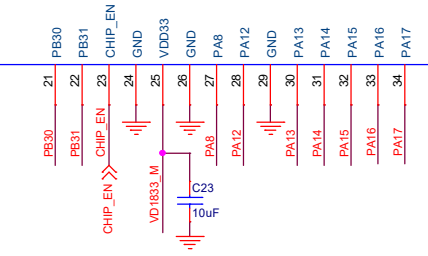 PB30
PB31
CHIP_EN
GND
VDD33
GND
PA8
PA12
GND
PA13
PA14
PA15
PA16
PA17
21
22
23
24
25
26
27
28
29
30
31
32
33
34
PB30
PB31
CHIP_EN
PA8
PA12
PA13
PA14
PA15
PA16
PA17
CHIP_EN
VD1833_M
C23
10uF